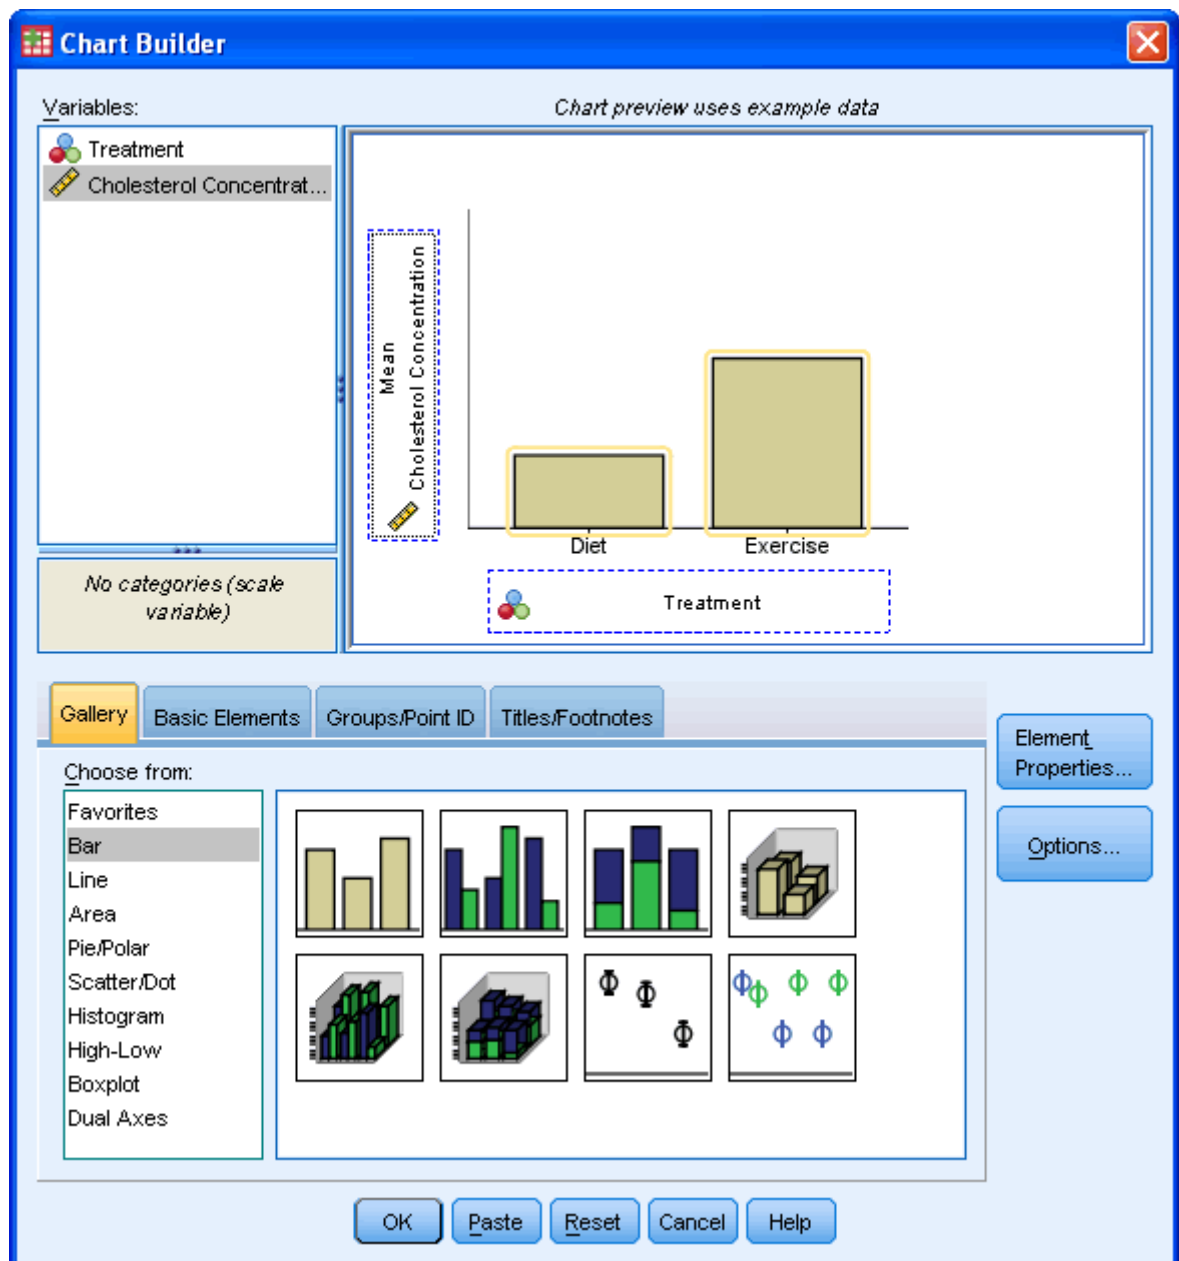 Chart Builder
Variables:
Chart preview uses example data
Treatment
Cholesterol Concentrat...
Mean
Cholesterol Concentration
Diet
Exercise
Treatment
No categories (scale
variable)
Gallery
Basic Elements
Groups/Point ID
Titles/Footnotes
Element
Properties...
Options...
Choose from:
Favorites
Bar
Line
Area
Pie/Polar
Scatter/Dot
Histogram
High-Low
Boxplot
Dual Axes
OK
Paste
Reset
Cancel
Help